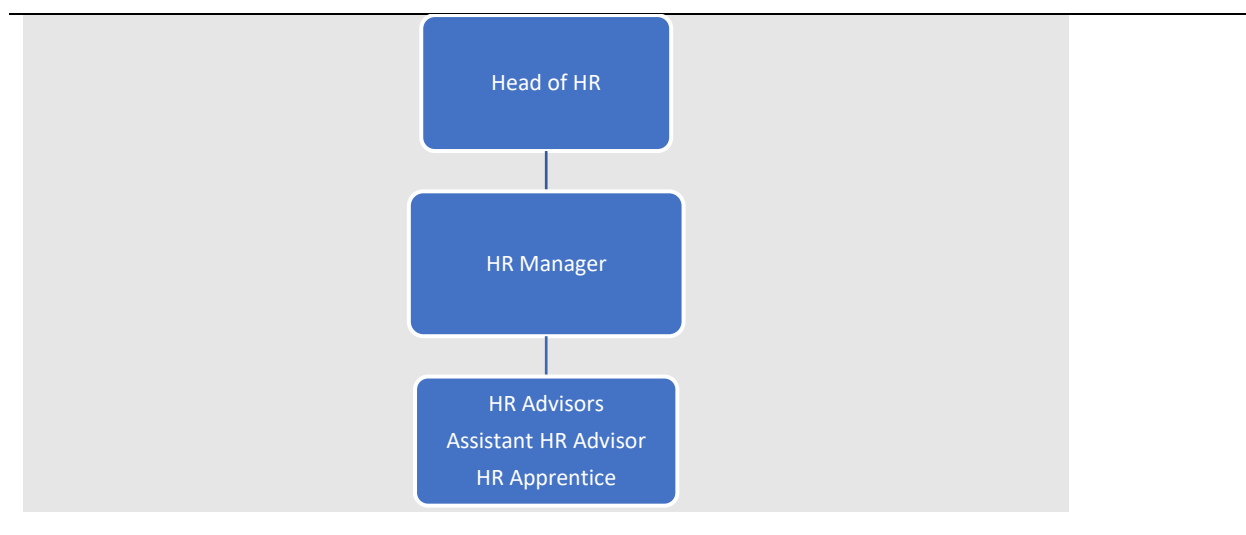 Head of HR
HR Manager
HR Advisors
Assistant HR Advisor
HR Apprentice